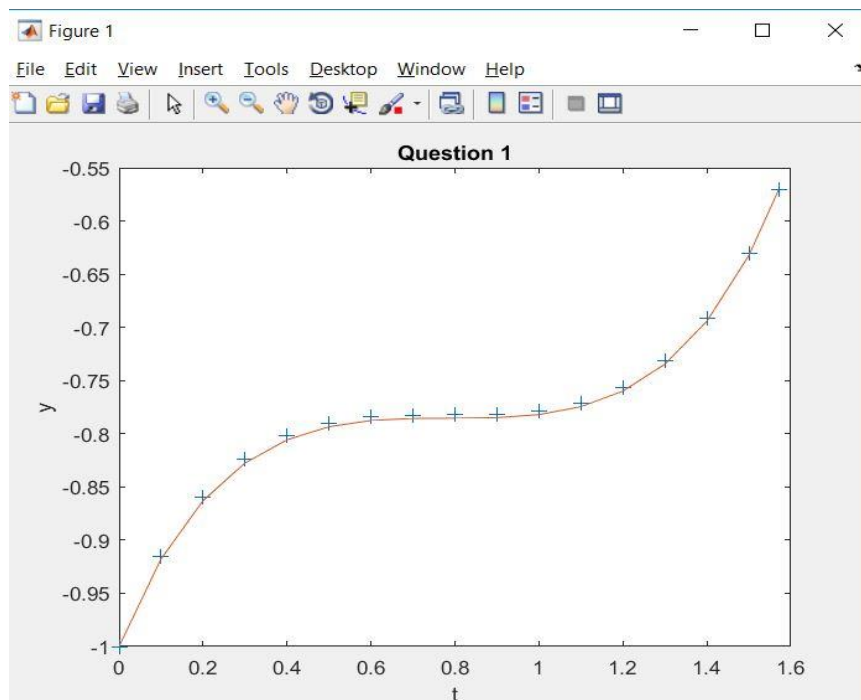 Figure 1
File Edit View Insert Tools Desktop Window Help
Question 1
-0.55
-0.6
-0.65
-0.7
-0.75
-0.8
-0.85
-0.9
-0.95
-1
y
0 0.2 0.4 0.6 0.8 1 1.2 1.4 1.6
t